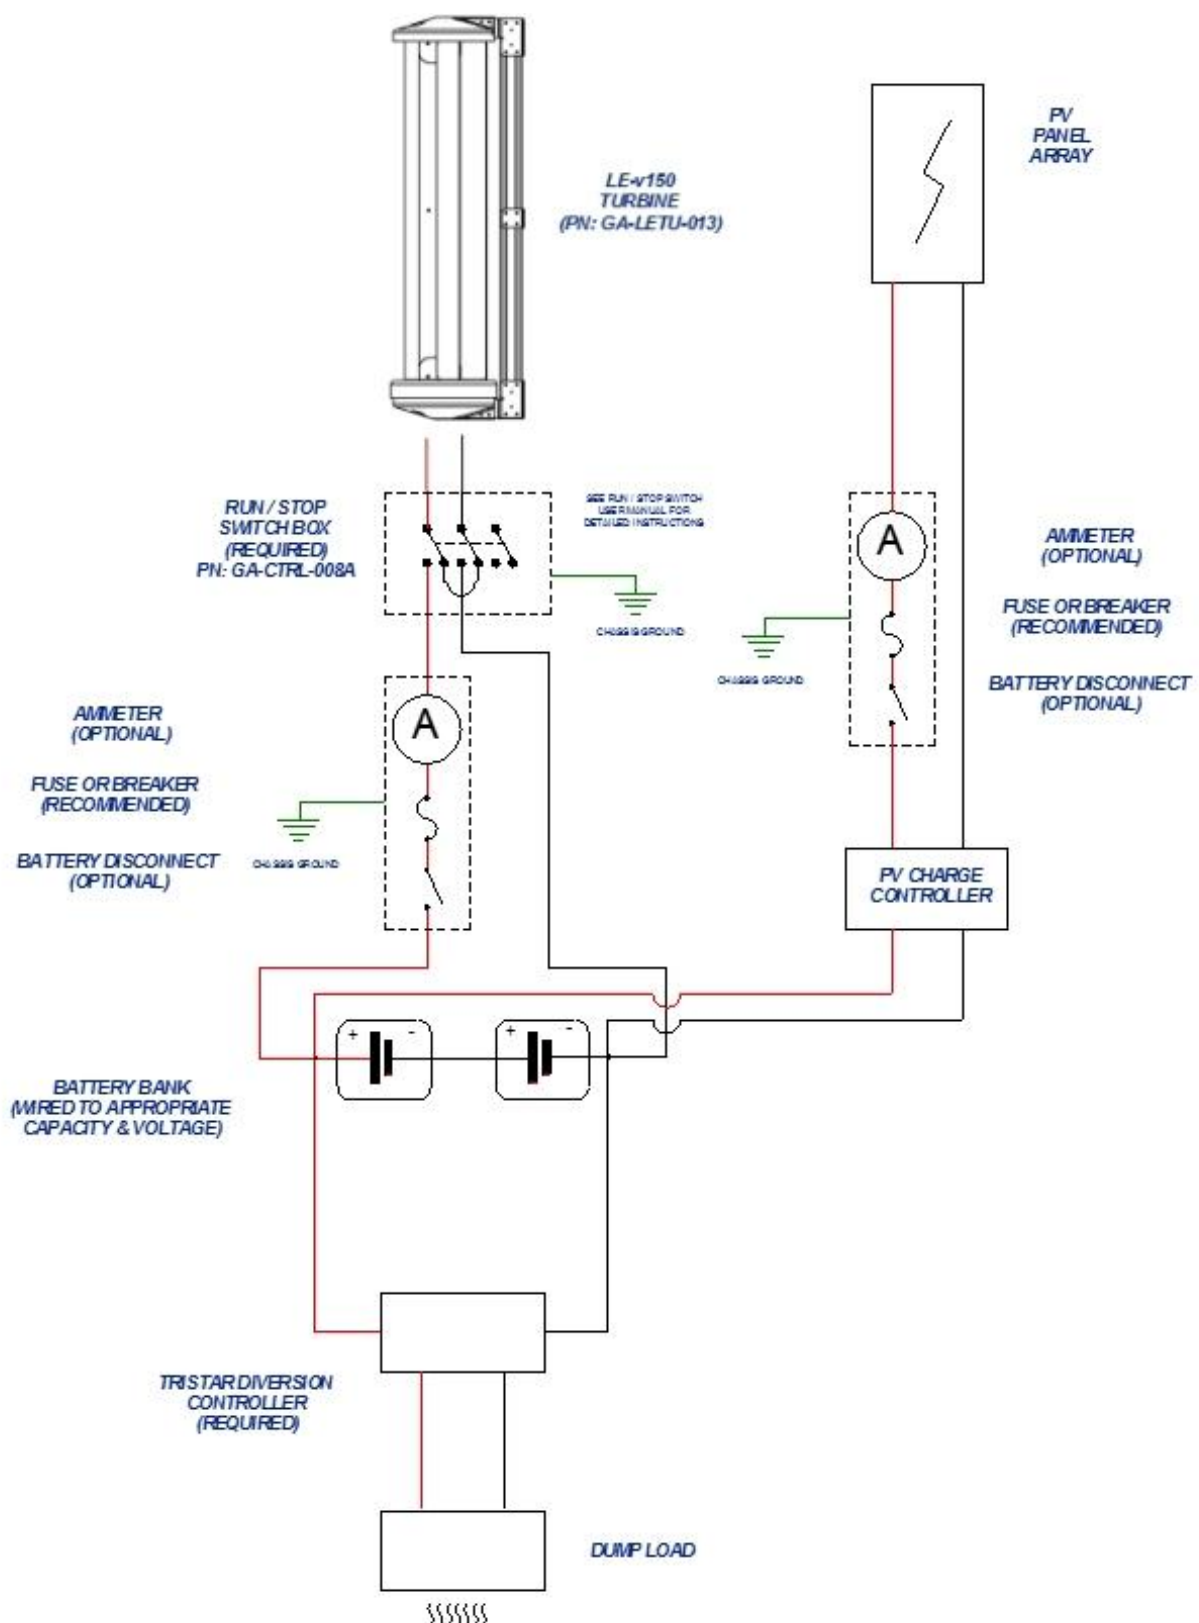 LE-v150
TURBINE
(PN: GA-LETU-013)
PV
PANEL
ARRAY
RUN / STOP
SWITCH BOX
(REQUIRED)
PN: GA-CTRL-008A
SEE RUN / STOP SWITCH
USER MANUAL FOR
DETAILED INSTRUCTIONS
CHASSIS GROUND
A
AMMETER
(OPTIONAL)
FUSE OR BREAKER
(RECOMMENDED)
BATTERY DISCONNECT
(OPTIONAL)
CHASSIS GROUND
AMMETER
(OPTIONAL)
A
FUSE OR BREAKER
(RECOMMENDED)
BATTERY DISCONNECT
(OPTIONAL)
CHASSIS GROUND
PV CHARGE
CONTROLLER
+ -
+ -
BATTERY BANK
(WIRED TO APPROPRIATE
CAPACITY & VOLTAGE)
TRISTAR DIVERSION
CONTROLLER
(REQUIRED)
DUMP LOAD